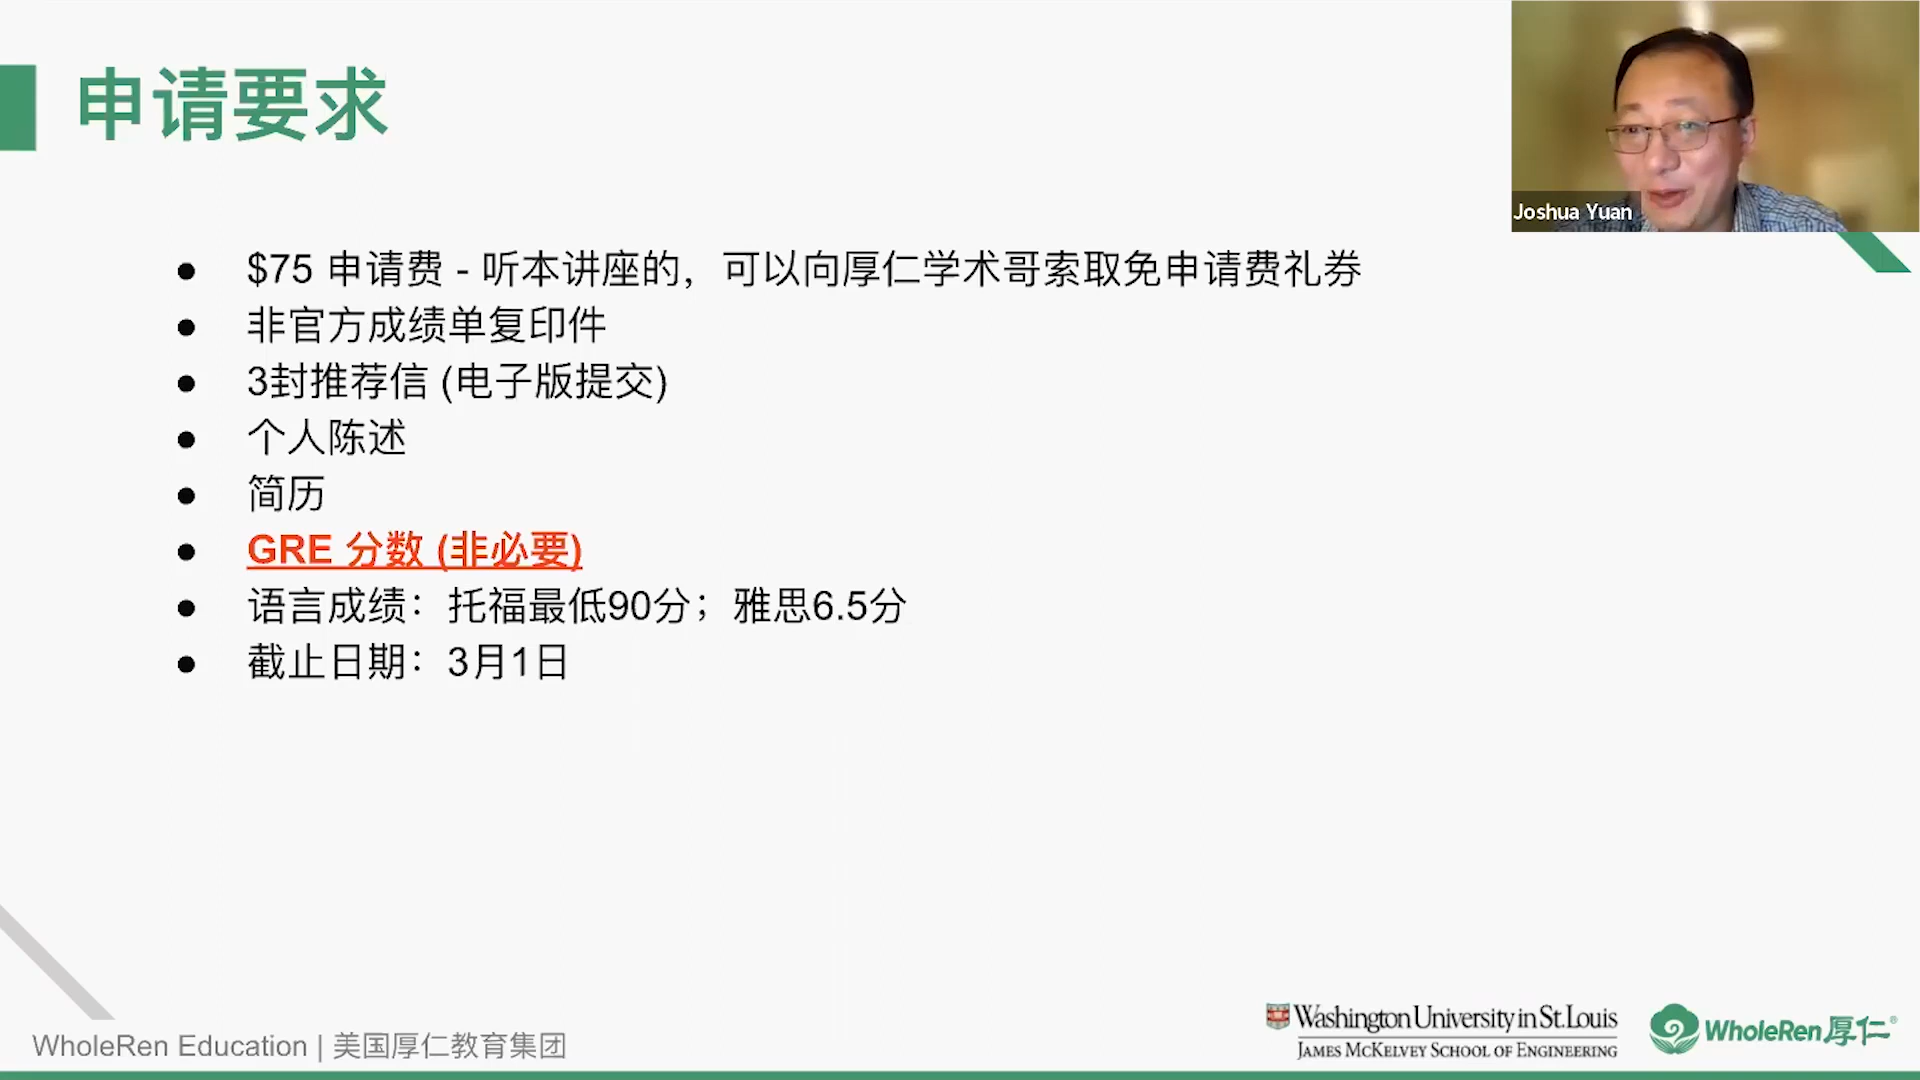 申请要求
Joshua Yuan
● $75 申请费 - 听本讲座的，可以向厚仁学术哥索取免申请费礼券
● 非官方成绩单复印件
● 3封推荐信 (电子版提交)
● 个人陈述
● 简历
● GRE 分数 (非必要)
● 语言成绩：托福最低90分；雅思6.5分
● 截止日期：3月1日
WholeRen Education | 美国厚仁教育集团
Washington University in St. Louis
JAMES MCKELVEY SCHOOL OF ENGINEERING
WholeRen厚仁®